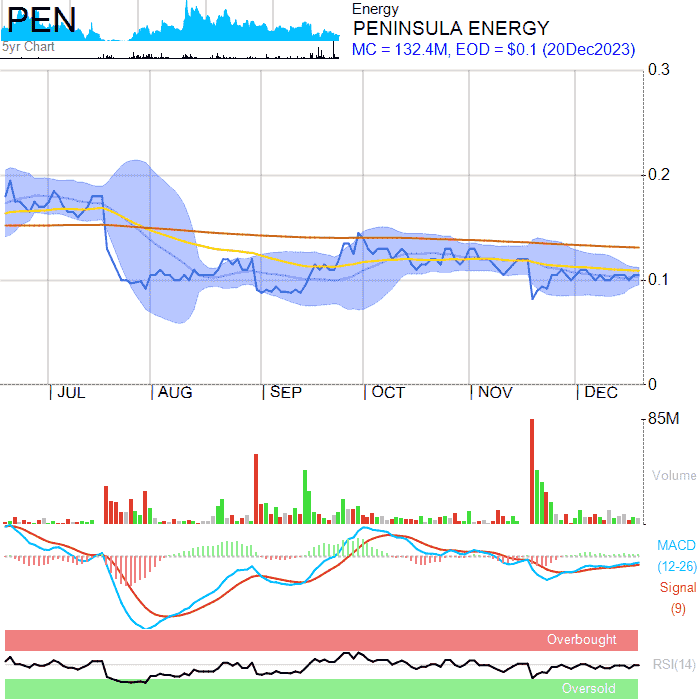 PEN
5yr Chart
Energy
PENINSULA ENERGY
MC = 132.4M, EOD = $0.1 (20Dec2023)
0.3
0.2
0.1
0
JUL AUG SEP OCT NOV DEC
85M
Volume
MACD
(12-26)
Signal
(9)
Overbought
RSI(14)
Oversold